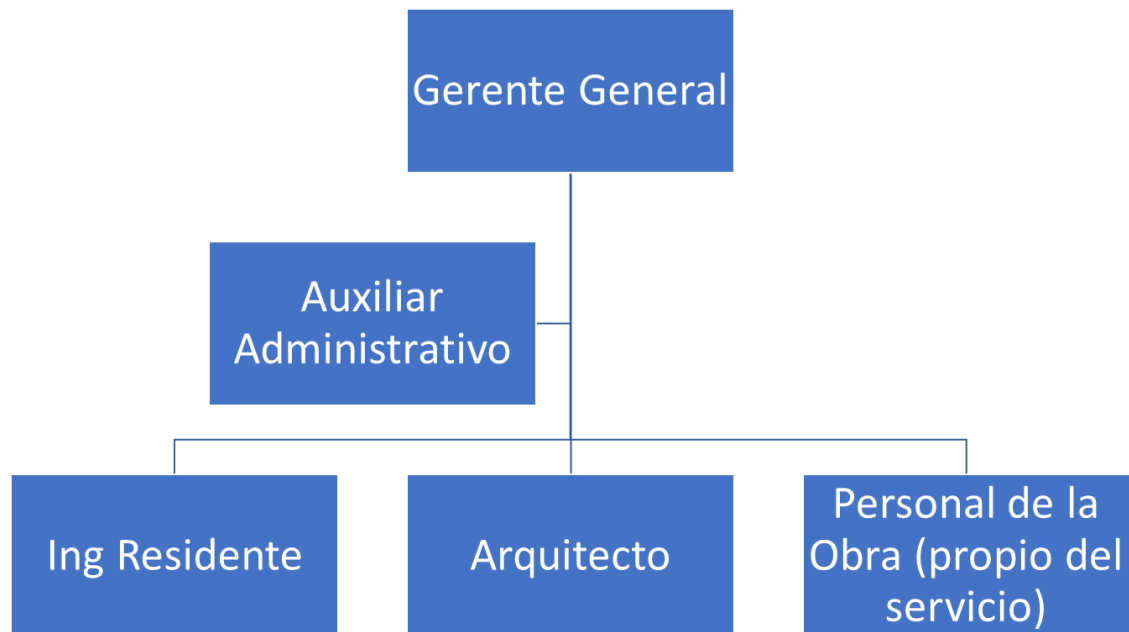 Gerente General
Auxiliar
Administrativo
Ing Residente
Arquitecto
Personal de la
Obra (propio del
servicio)